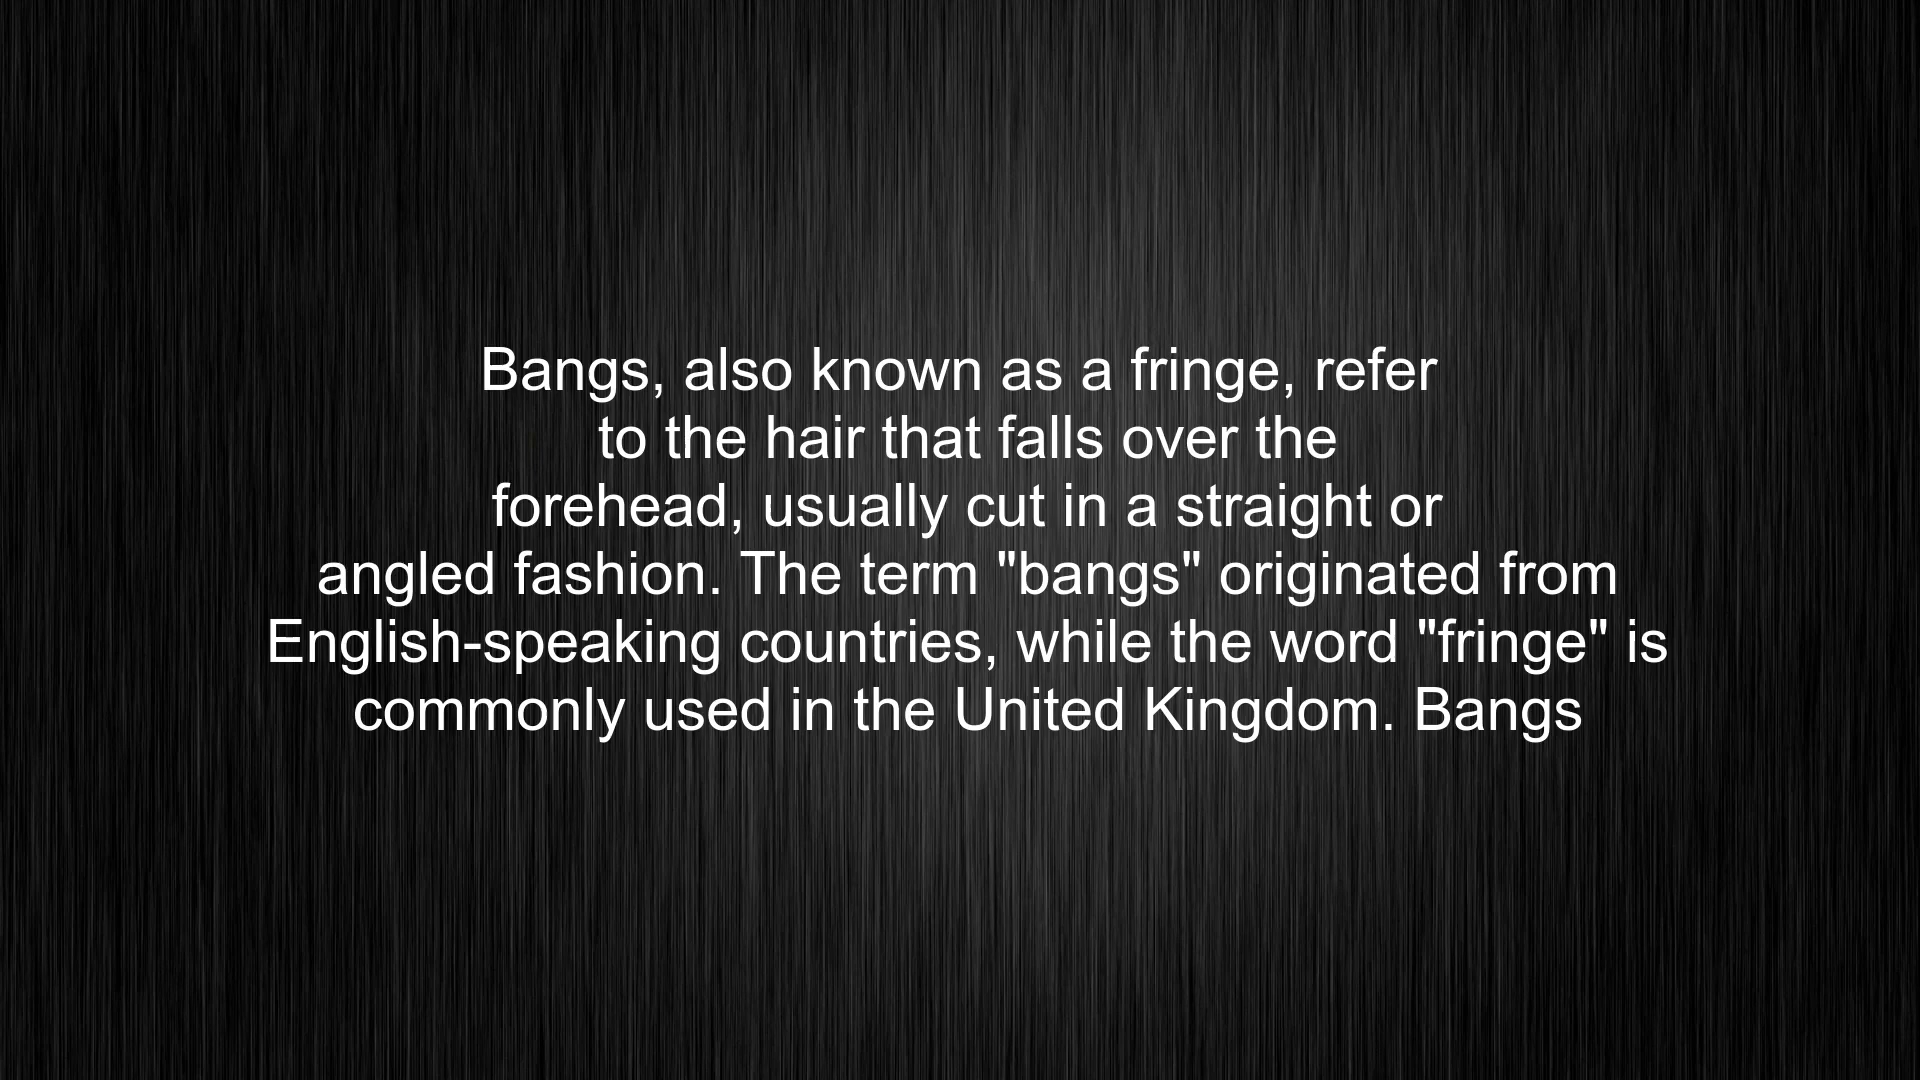 Bangs, also known as a fringe, refer
to the hair that falls over the
forehead, usually cut in a straight or
angled fashion. The term "bangs" originated from
English-speaking countries, while the word "fringe" is
commonly used in the United Kingdom. Bangs